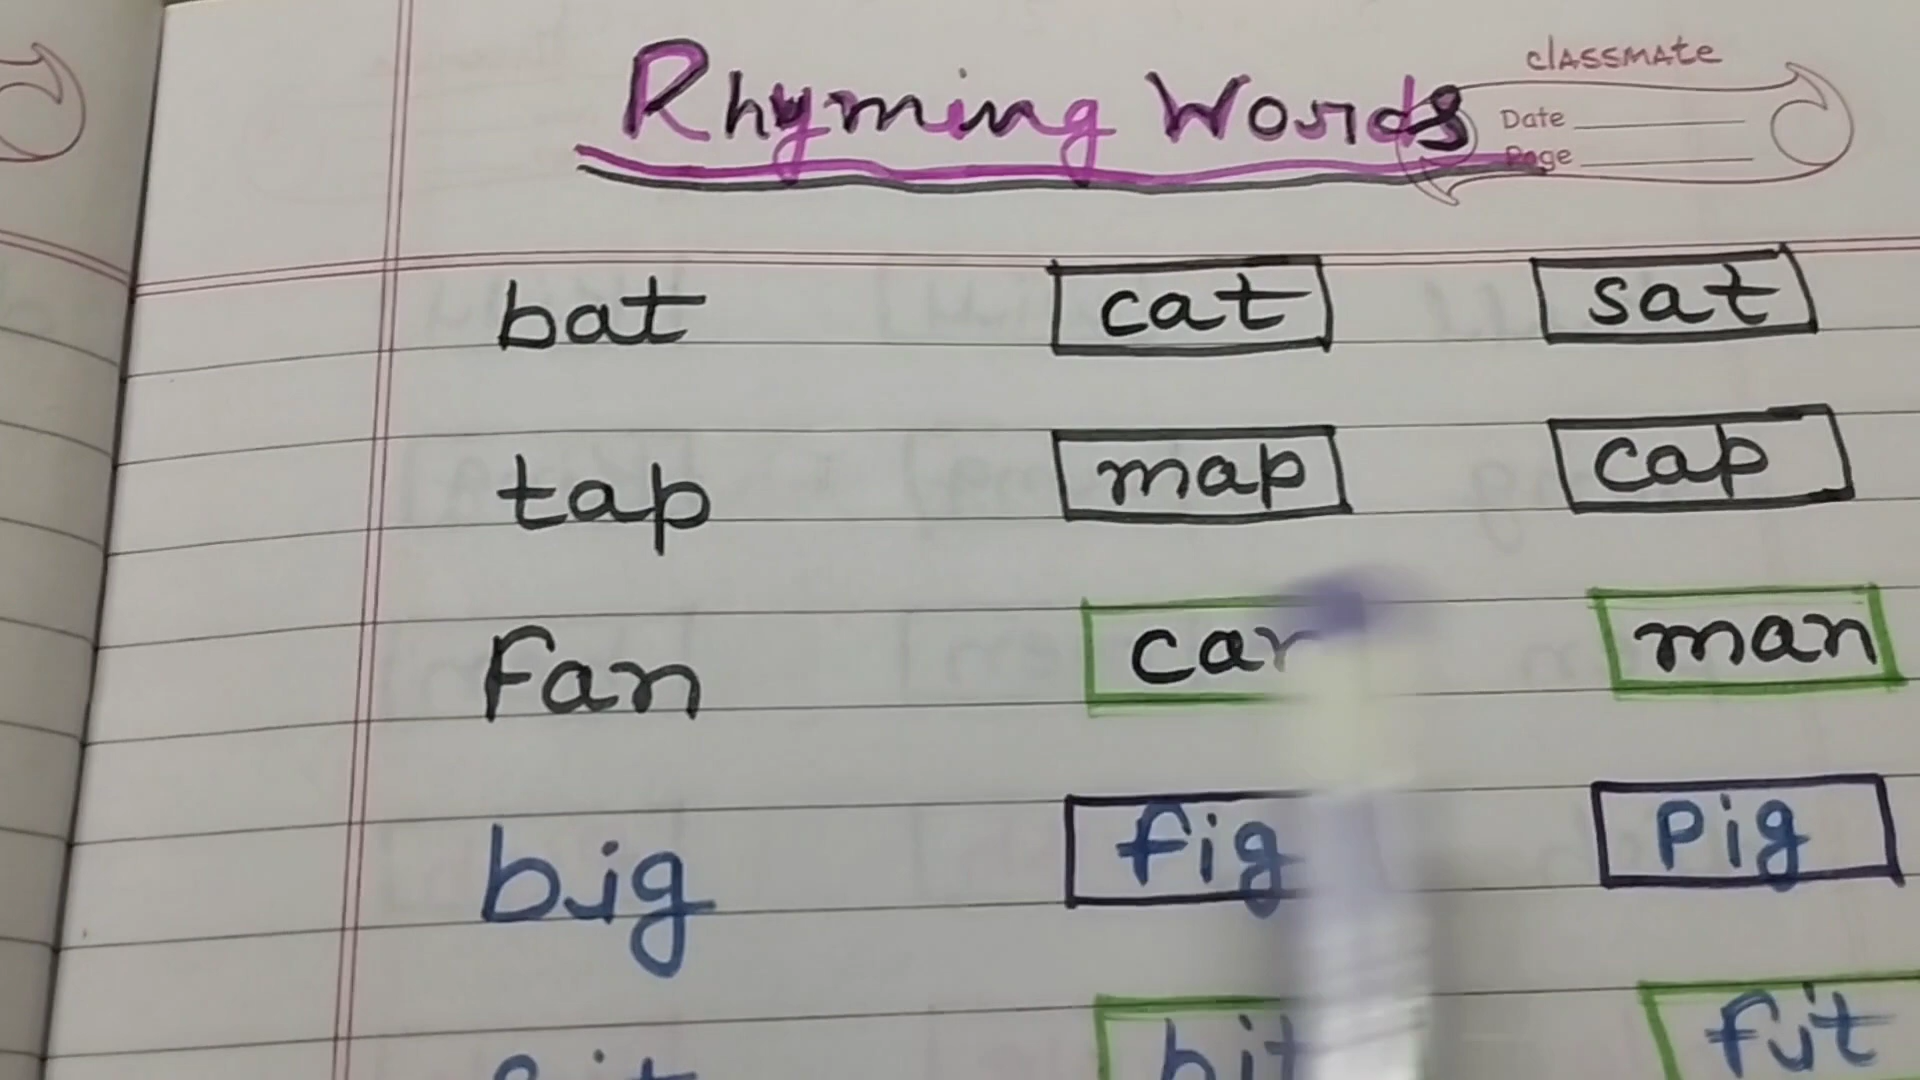 Rhyming Words
classmate
Date
Page
bat cat sat
tap map cap
Fan man
big fig Pig
fit